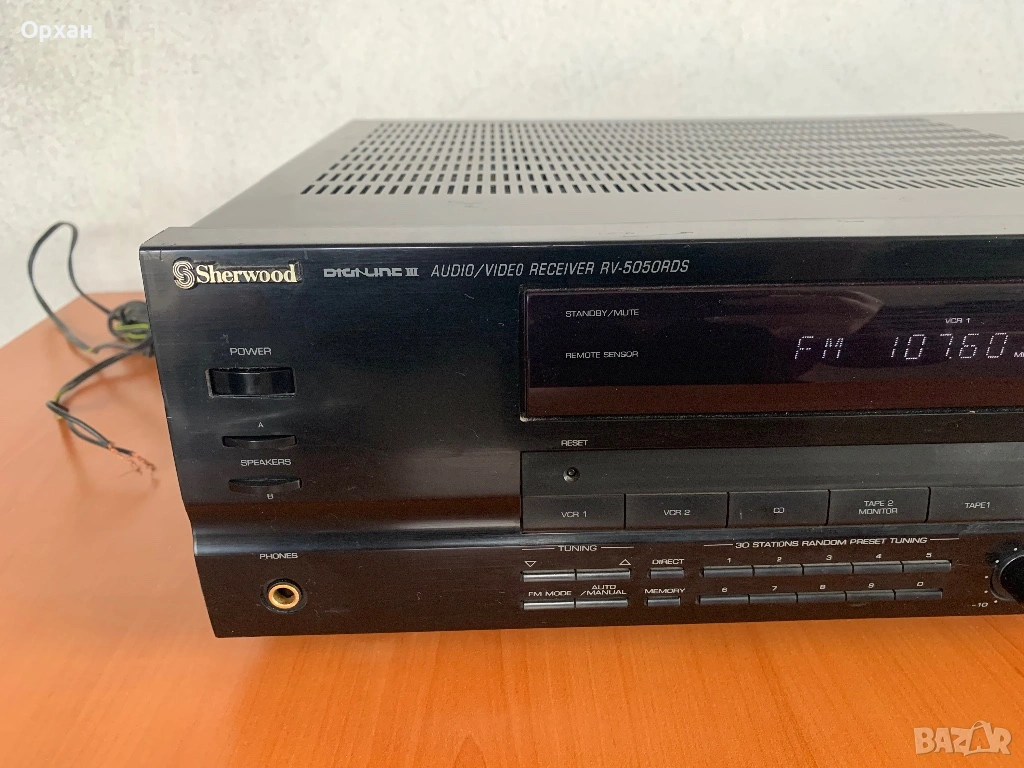 Орхан
Sherwood DIGI-LINE III AUDIO/VIDEO RECEIVER RV-5050RDS
STANDBY/MUTE
VCR 1
REMOTE SENSOR
FM 107.60
POWER
A
SPEAKERS
B
RESET
VCR 1
VCR 2
CD
TAPE 2 MONITOR
TAPE1
PHONES
TUNING
30 STATIONS RANDOM PRESET TUNING
DIRECT
1 2 3 4 5
FM MODE
AUTO /MANUAL
MEMORY
6 7 8 9 0
-10
BAZAR